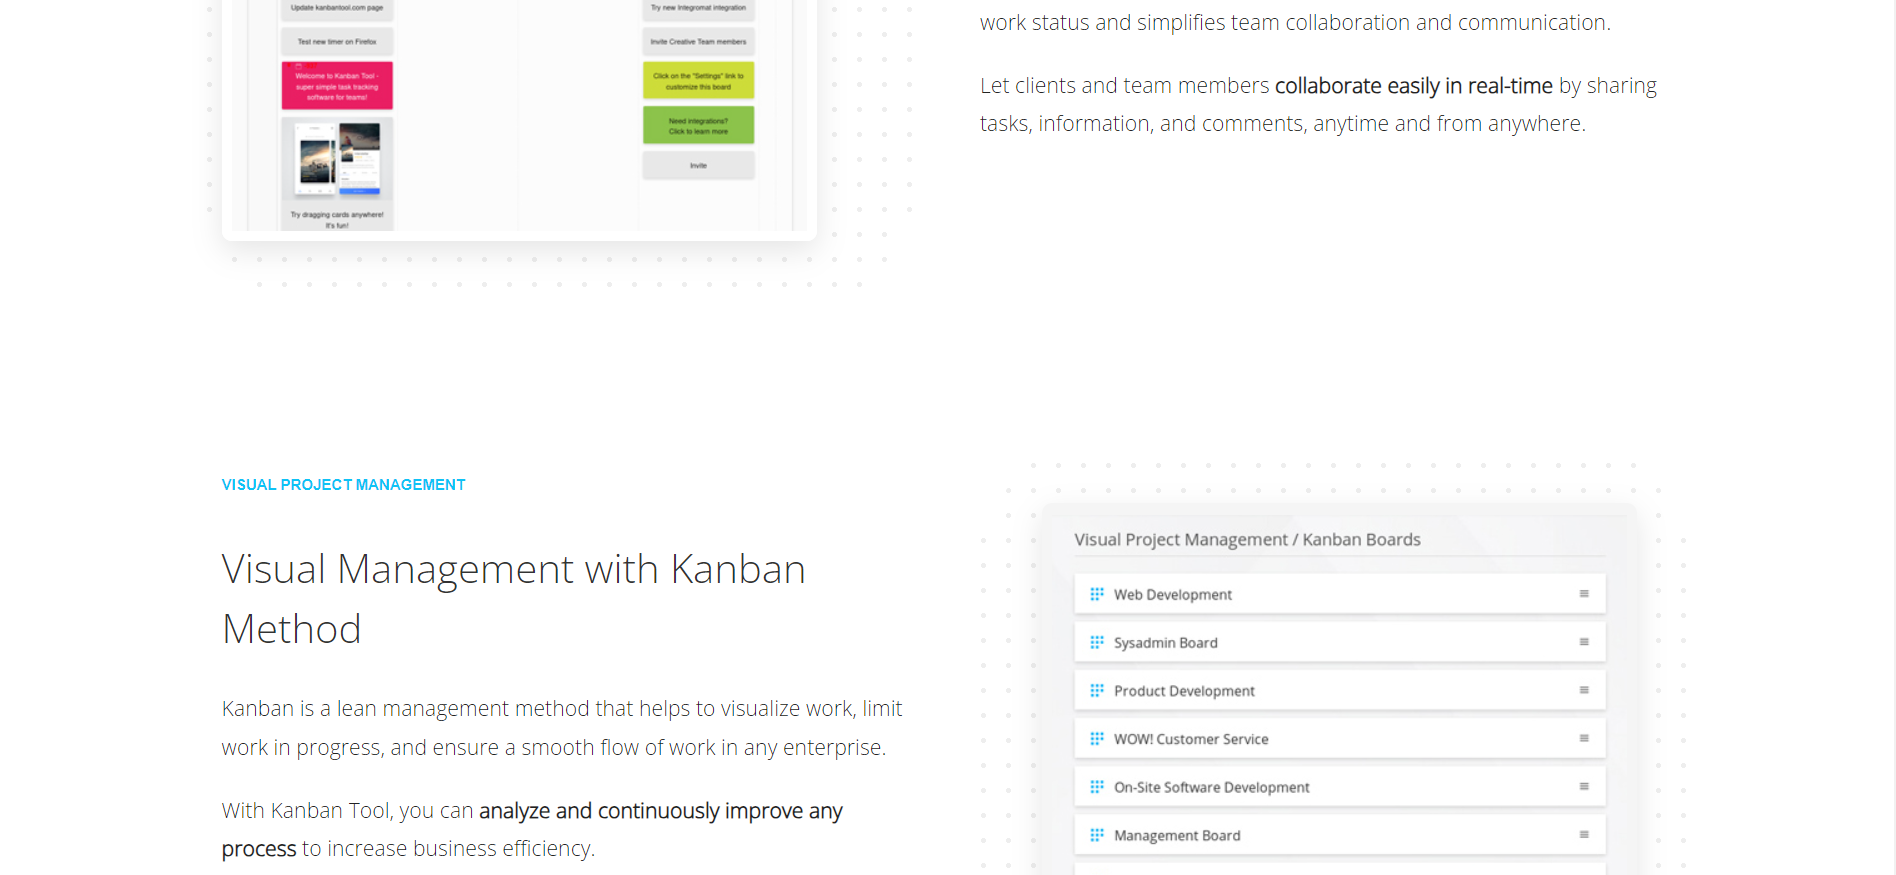 Update kanbantool.com page
Test new timer on Firefox
Welcome to Kanban Tool -
super simple task tracking
software for teams!
Try dragging cards anywhere!
It's fun!
Try new Integromat integration
Invite Creative Team members
Click on the "Settings" link to
customize this board
Need integrations?
Click to learn more
Invite
work status and simplifies team collaboration and communication.
Let clients and team members collaborate easily in real-time by sharing
tasks, information, and comments, anytime and from anywhere.
VISUAL PROJECT MANAGEMENT
Visual Management with Kanban
Method
Kanban is a lean management method that helps to visualize work, limit
work in progress, and ensure a smooth flow of work in any enterprise.
With Kanban Tool, you can analyze and continuously improve any
process to increase business efficiency.
Visual Project Management / Kanban Boards
Web Development
Sysadmin Board
Product Development
WOW! Customer Service
On-Site Software Development
Management Board